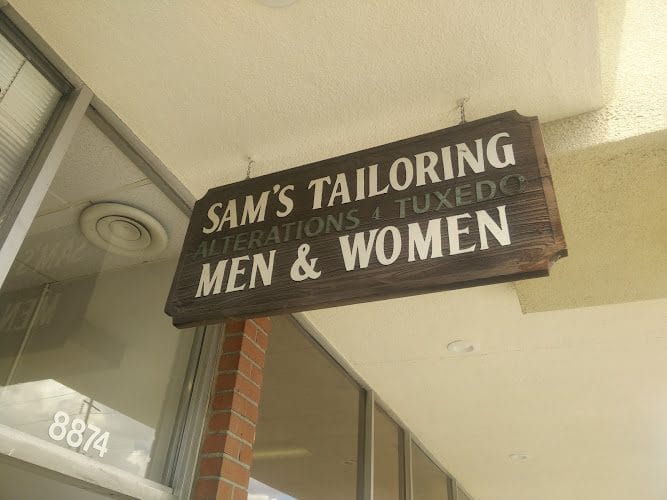 SAM'S TAILORING
ALTERATIONS & TUXEDO
MEN & WOMEN
8874